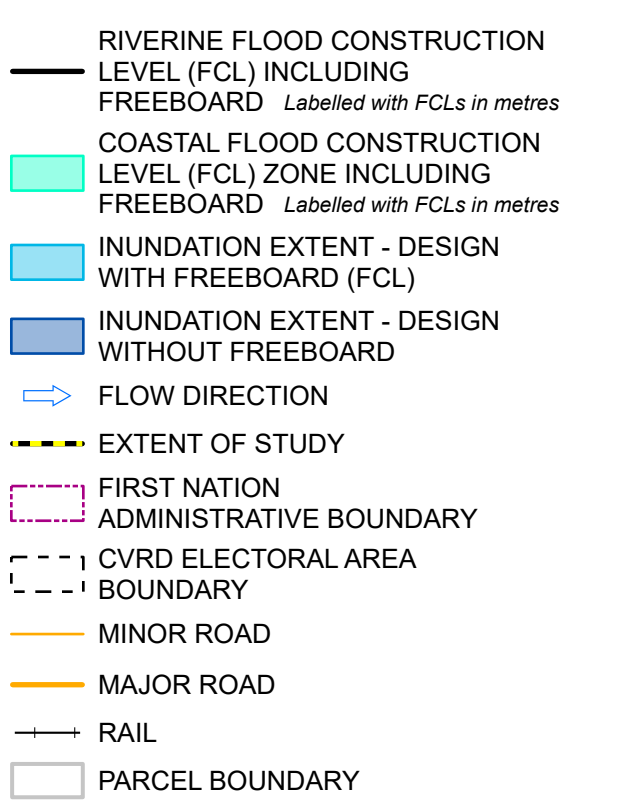 RIVERINE FLOOD CONSTRUCTION
LEVEL (FCL) INCLUDING
FREEBOARD Labelled with FCLs in metres
COASTAL FLOOD CONSTRUCTION
LEVEL (FCL) ZONE INCLUDING
FREEBOARD Labelled with FCLs in metres
INUNDATION EXTENT - DESIGN
WITH FREEBOARD (FCL)
INUNDATION EXTENT - DESIGN
WITHOUT FREEBOARD
FLOW DIRECTION
EXTENT OF STUDY
FIRST NATION
ADMINISTRATIVE BOUNDARY
CVRD ELECTORAL AREA
BOUNDARY
MINOR ROAD
MAJOR ROAD
RAIL
PARCEL BOUNDARY